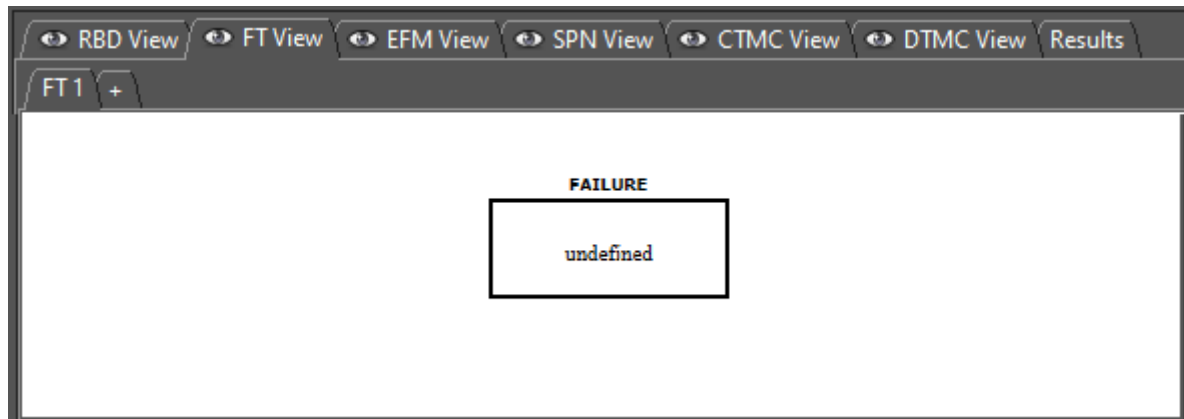 RBD View FT View EFM View SPN View CTMC View DTMC View Results
FT 1 +
FAILURE
undefined